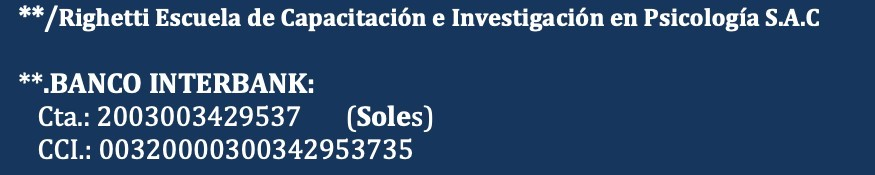 **/Righetti Escuela de Capacitación e Investigación en Psicología S.A.C
**.BANCO INTERBANK:
Cta.: 2003003429537 (Soles)
CCI.: 00320000300342953735